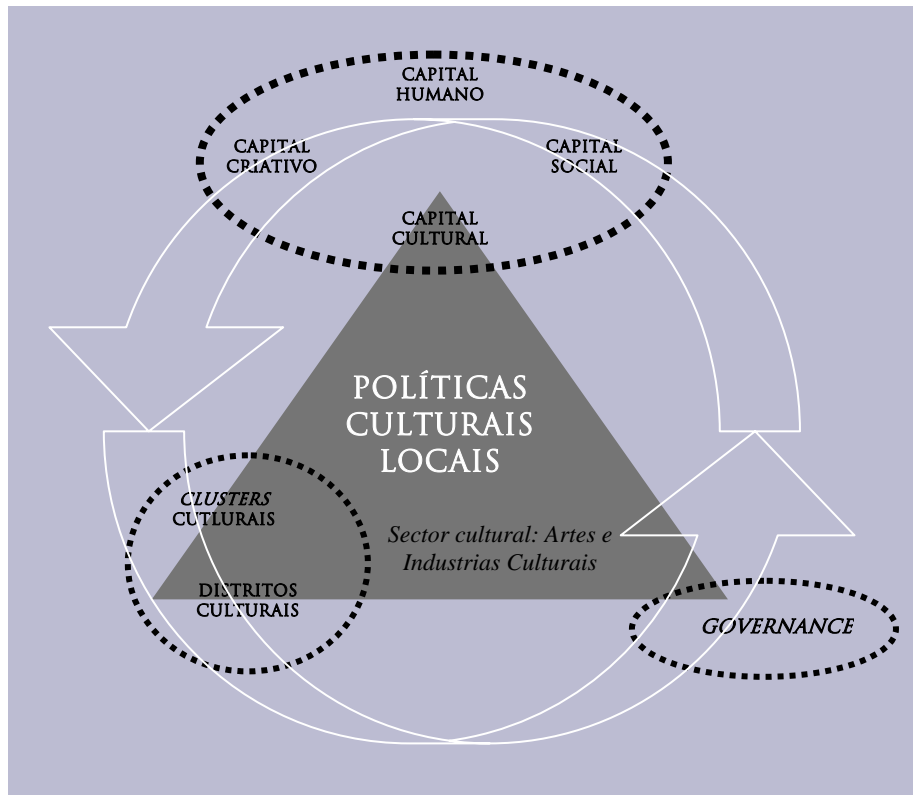 CAPITAL
HUMANO
CAPITAL
CRIATIVO
CAPITAL
SOCIAL
CAPITAL
CULTURAL
POLÍTICAS
CULTURAIS
LOCAIS
CLUSTERS
CUTLURAIS
Sector cultural: Artes e
Industrias Culturais
DISTRITOS
CULTURAIS
GOVERNANCE